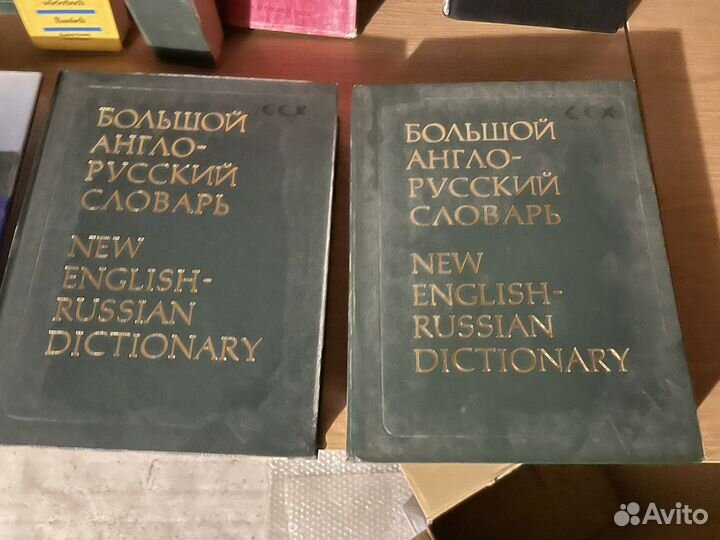 БОЛЬШОЙ
АНГЛО-
РУССКИЙ
СЛОВАРЬ
NEW
ENGLISH-
RUSSIAN
DICTIONARY
БОЛЬШОЙ
АНГЛО-
РУССКИЙ
СЛОВАРЬ
NEW
ENGLISH-
RUSSIAN
DICTIONARY
Avito